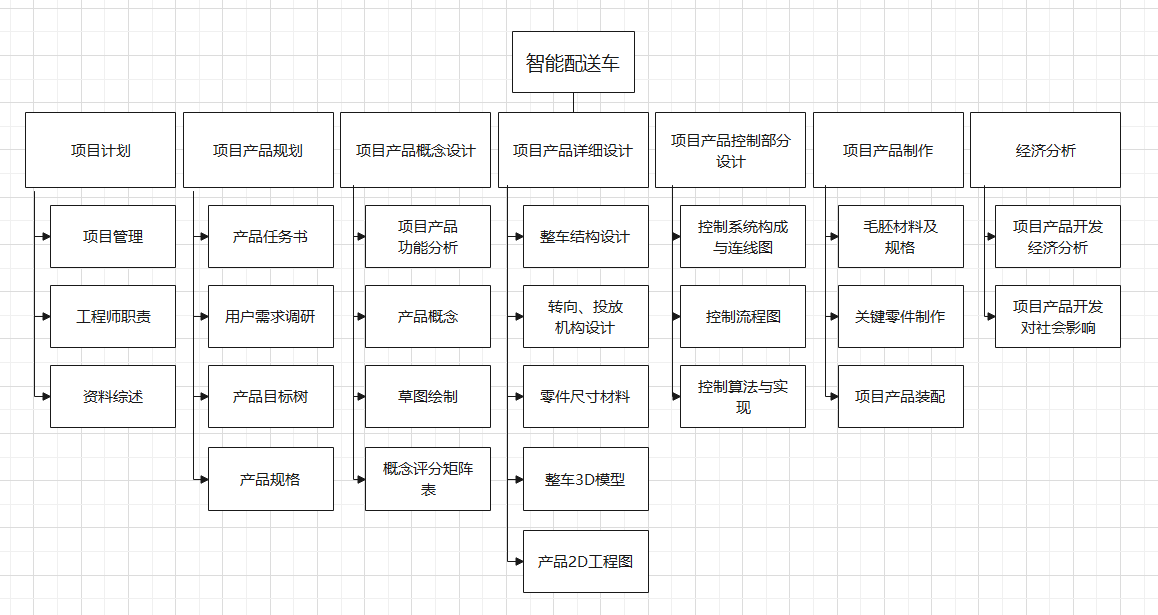 智能配送车
项目计划
项目管理
工程师职责
资料综述
项目产品规划
产品任务书
用户需求调研
产品目标树
产品规格
项目产品概念设计
项目产品
功能分析
产品概念
草图绘制
概念评分矩阵
表
项目产品详细设计
整车结构设计
转向、投放
机构设计
零件尺寸材料
整车3D模型
产品2D工程图
项目产品控制部分
设计
控制系统构成
与连线图
控制流程图
控制算法与实
现
项目产品制作
毛胚材料及
规格
关键零件制作
项目产品装配
经济分析
项目产品开发
经济分析
项目产品开发
对社会影响